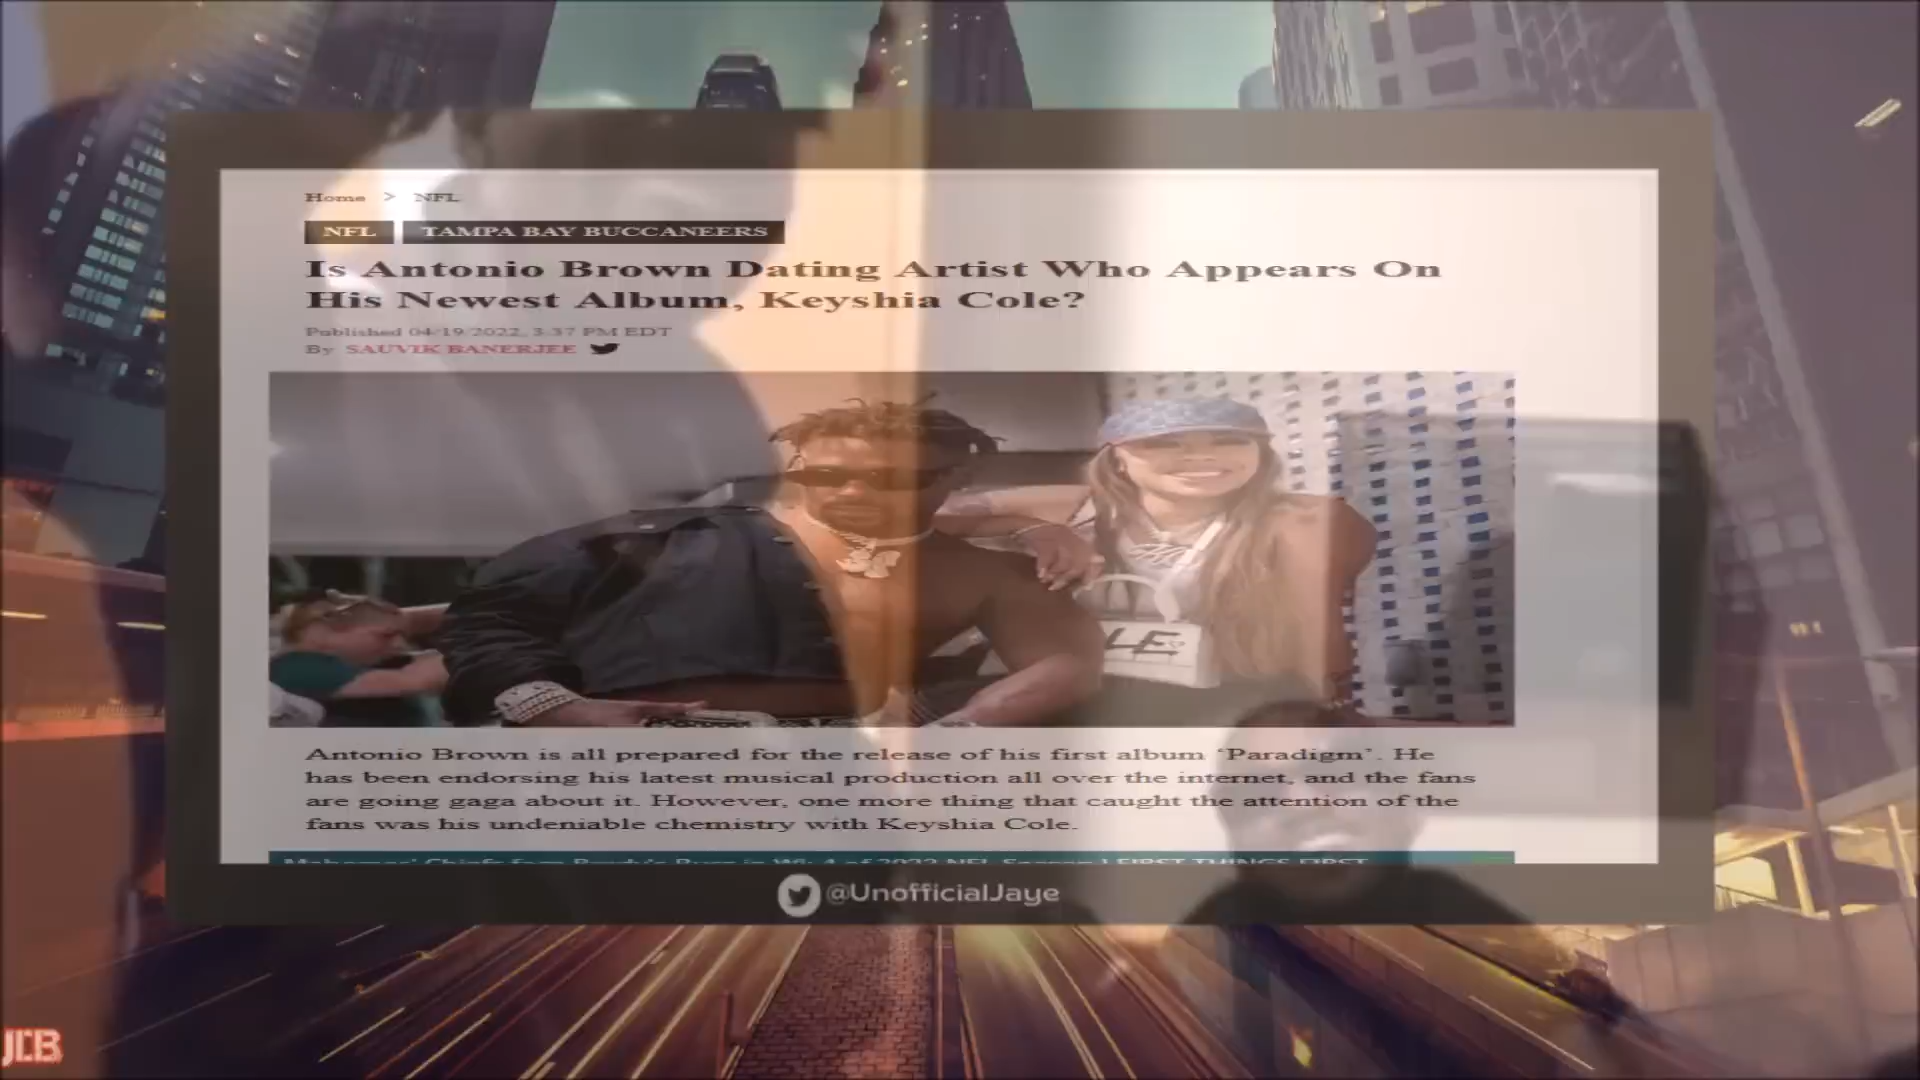 Home > NFL
NFL TAMPA BAY BUCCANEERS
Is Antonio Brown Dating Artist Who Appears On
His Newest Album, Keyshia Cole?
Published 04/19/2022, 3:37 PM EDT
By SAUVIK BANERJEE
LE
Antonio Brown is all prepared for the release of his first album ‘Paradigm’. He
has been endorsing his latest musical production all over the internet, and the fans
are going gaga about it. However, one more thing that caught the attention of the
fans was his undeniable chemistry with Keyshia Cole.
@UnofficialJaye
JCB